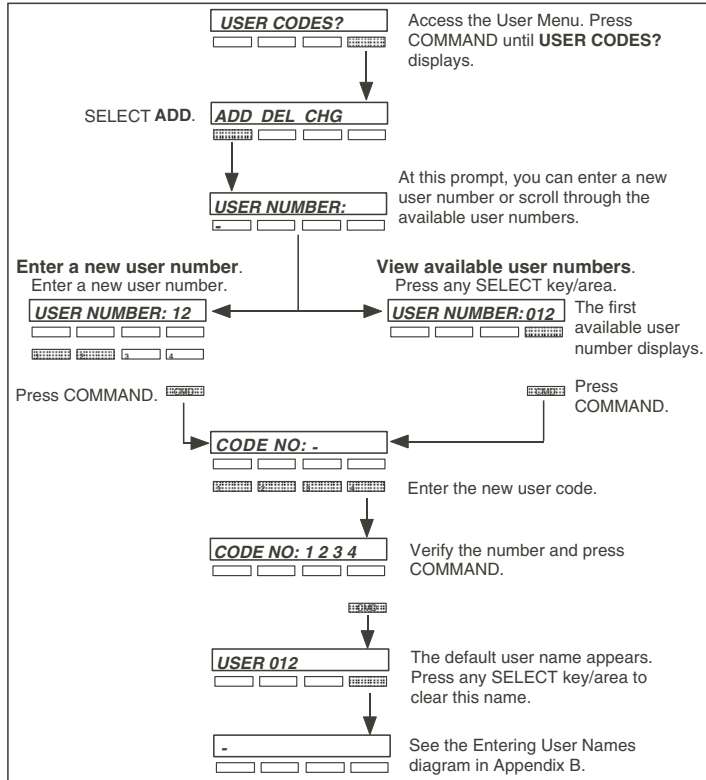 USER CODES?
Access the User Menu. Press
COMMAND until USER CODES?
displays.
SELECT ADD.
ADD DEL CHG
At this prompt, you can enter a new
user number or scroll through the
available user numbers.
USER NUMBER:
-
Enter a new user number.
Enter a new user number.
USER NUMBER: 12
1 2 3 4
View available user numbers.
Press any SELECT key/area.
USER NUMBER: 012
The first
available user
number displays.
Press COMMAND.
CMD
CMD
Press
COMMAND.
CODE NO: -
1 2 3 4
Enter the new user code.
CODE NO: 1 2 3 4
Verify the number and press
COMMAND.
CMD
USER 012
The default user name appears.
Press any SELECT key/area to
clear this name.
-
See the Entering User Names
diagram in Appendix B.